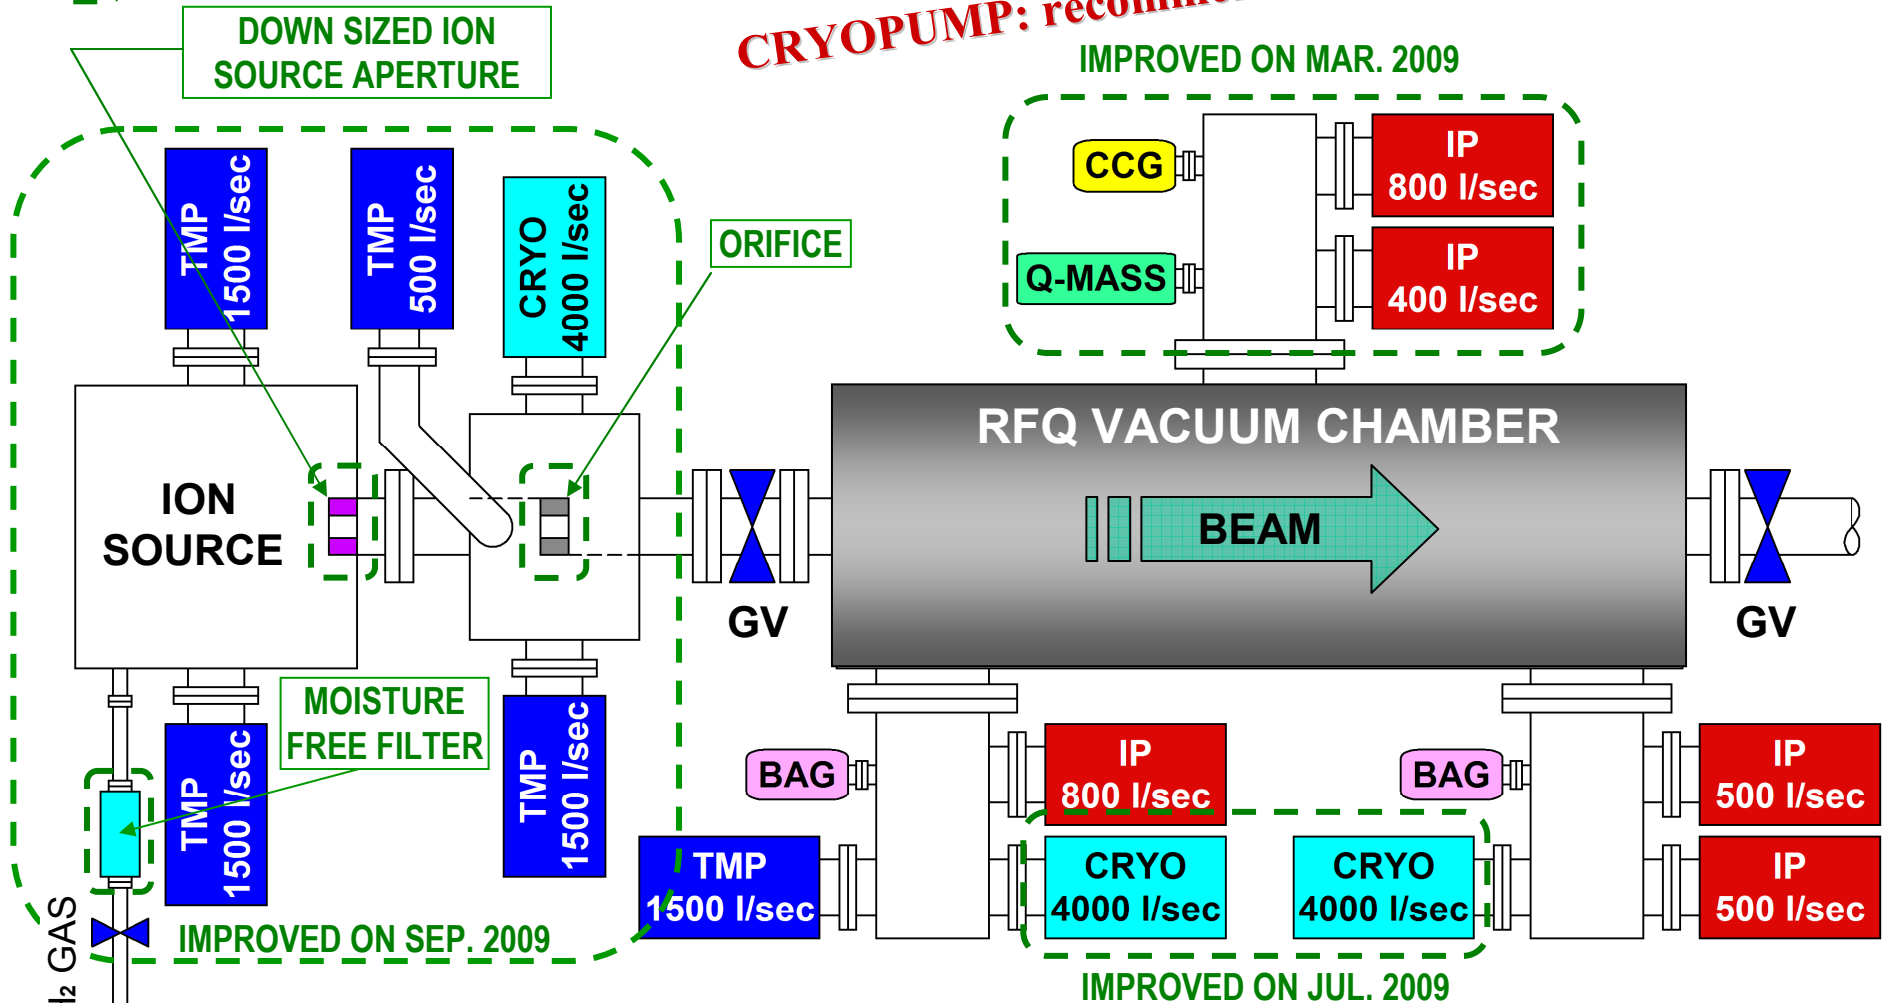 CRYOPUMP:
DOWN SIZED ION
SOURCE APERTURE
IMPROVED ON MAR. 2009
TMP
1500 l/sec
TMP
500 l/sec
CRYO
4000 l/sec
ORIFICE
CCG
Q-MASS
IP
800 l/sec
IP
400 l/sec
ION
SOURCE
RFQ VACUUM CHAMBER
BEAM
GV
GV
MOISTURE
FREE FILTER
TMP
1500 l/sec
TMP
1500 l/sec
BAG
IP
800 l/sec
BAG
IP
500 l/sec
TMP
1500 l/sec
CRYO
4000 l/sec
CRYO
4000 l/sec
IP
500 l/sec
GAS
IMPROVED ON SEP. 2009
IMPROVED ON JUL. 2009